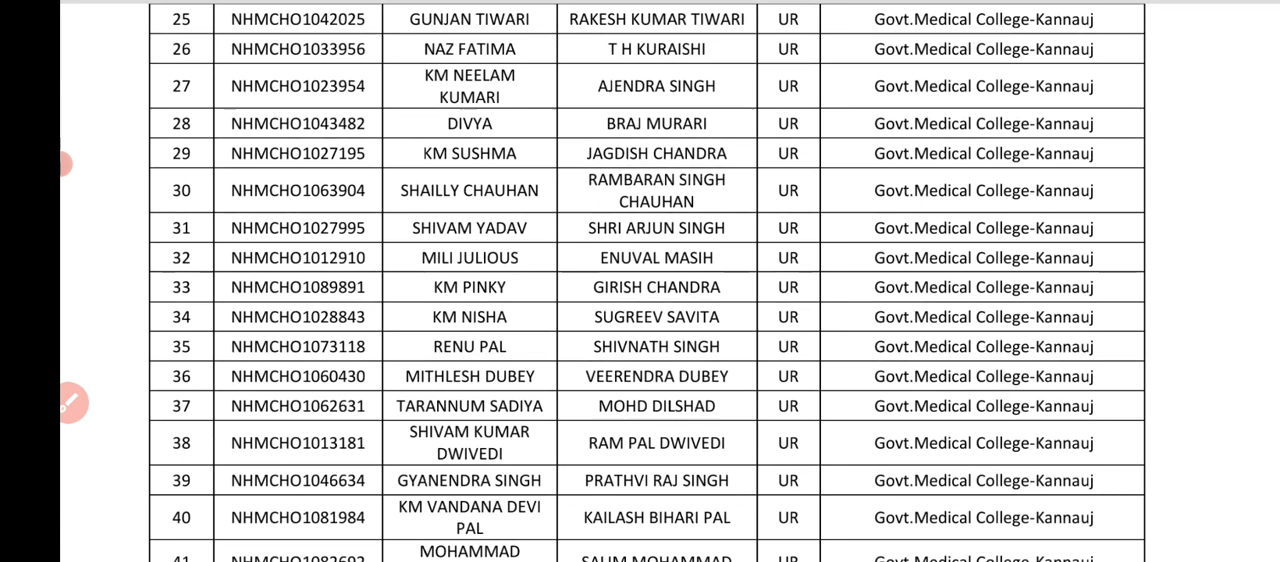 25 NHMCHO1042025 GUNJAN TIWARI RAKESH KUMAR TIWARI UR Govt.Medical College-Kannauj
26 NHMCHO1033956 NAZ FATIMA T H KURAISHI UR Govt.Medical College-Kannauj
27 NHMCHO1023954 KM NEELAM KUMARI AJENDRA SINGH UR Govt.Medical College-Kannauj
28 NHMCHO1043482 DIVYA BRAJ MURARI UR Govt.Medical College-Kannauj
29 NHMCHO1027195 KM SUSHMA JAGDISH CHANDRA UR Govt.Medical College-Kannauj
30 NHMCHO1063904 SHAILLY CHAUHAN RAMBARAN SINGH CHAUHAN UR Govt.Medical College-Kannauj
31 NHMCHO1027995 SHIVAM YADAV SHRI ARJUN SINGH UR Govt.Medical College-Kannauj
32 NHMCHO1012910 MILI JULIOUS ENUVAL MASIH UR Govt.Medical College-Kannauj
33 NHMCHO1089891 KM PINKY GIRISH CHANDRA UR Govt.Medical College-Kannauj
34 NHMCHO1028843 KM NISHA SUGREEV SAVITA UR Govt.Medical College-Kannauj
35 NHMCHO1073118 RENU PAL SHIVNATH SINGH UR Govt.Medical College-Kannauj
36 NHMCHO1060430 MITHLESH DUBEY VEERENDRA DUBEY UR Govt.Medical College-Kannauj
37 NHMCHO1062631 TARANNUM SADIYA MOHD DILSHAD UR Govt.Medical College-Kannauj
38 NHMCHO1013181 SHIVAM KUMAR DWIVEDI RAM PAL DWIVEDI UR Govt.Medical College-Kannauj
39 NHMCHO1046634 GYANENDRA SINGH PRATHVI RAJ SINGH UR Govt.Medical College-Kannauj
40 NHMCHO1081984 KM VANDANA DEVI PAL KAILASH BIHARI PAL UR Govt.Medical College-Kannauj
41 MOHAMMAD SALIM MOHAMMAD UR Govt.Medical College-Kannauj